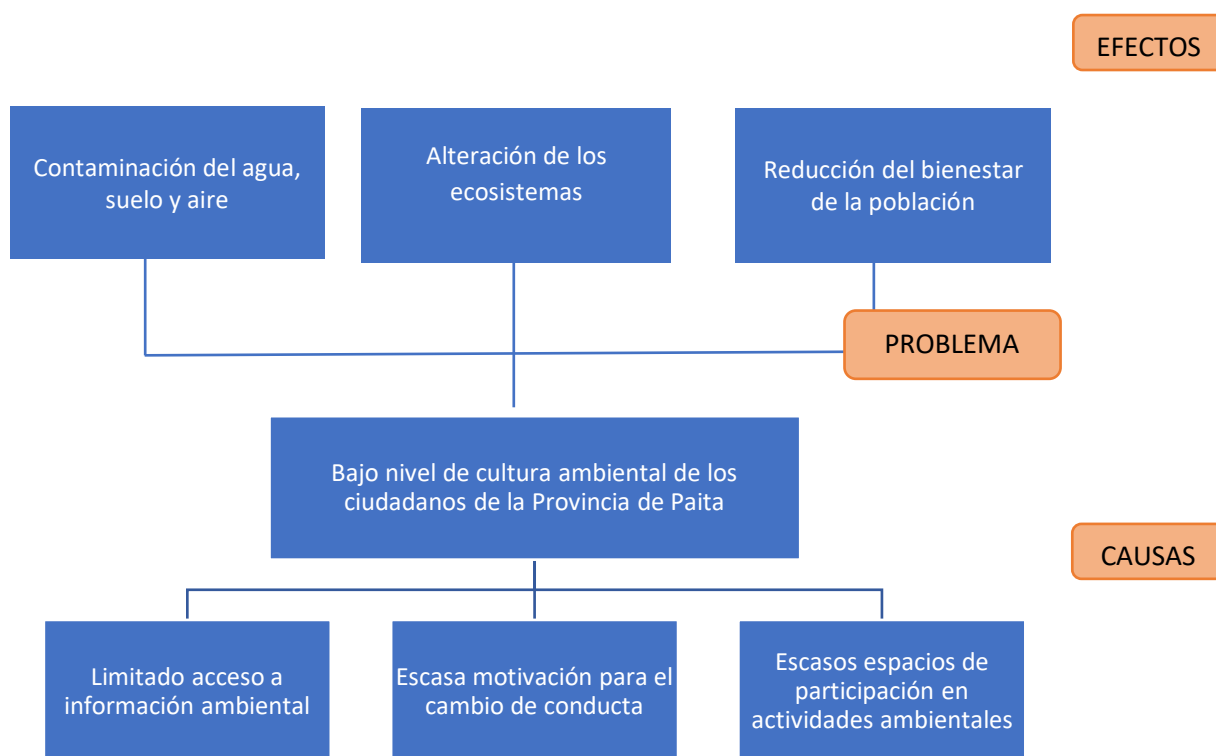 EFECTOS
Contaminación del agua,
suelo y aire
Alteración de los
ecosistemas
Reducción del bienestar
de la población
PROBLEMA
Bajo nivel de cultura ambiental de los
ciudadanos de la Provincia de Paita
CAUSAS
Limitado acceso a
información ambiental
Escasa motivación para el
cambio de conducta
Escasos espacios de
participación en
actividades ambientales